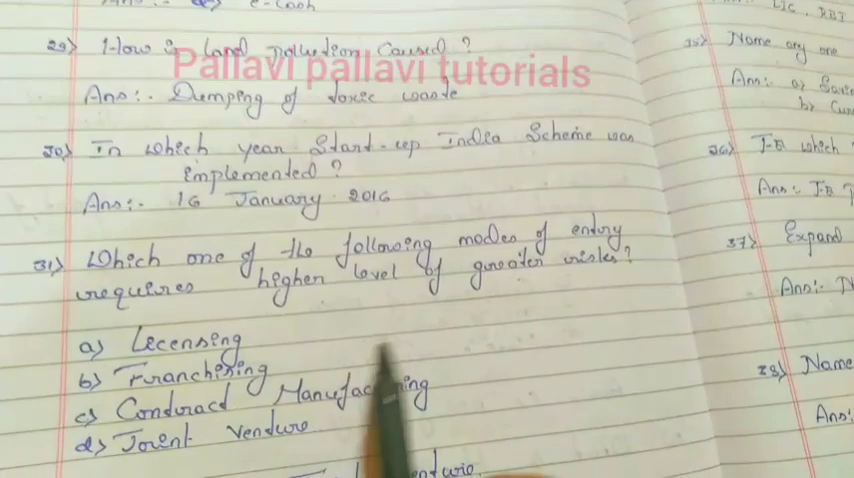 e-cash
29) How is land pollution caused ?
Pallavi pallavi tutorials
Ans:- Dumping of toxic waste
30) In which year Start-up India Scheme was
implemented ?
Ans:- 16 January 2016
31) Which one of the following modes of entry
requires higher level of greater risks?
a) Licensing
b) Franchising
c) Contract Manufacturing
d) Joint Venture
LIC, RBI
Name any one
Ans:- a)
b)
36) which
Ans:
37) Expand
Ans:-
38) Name
Ans: